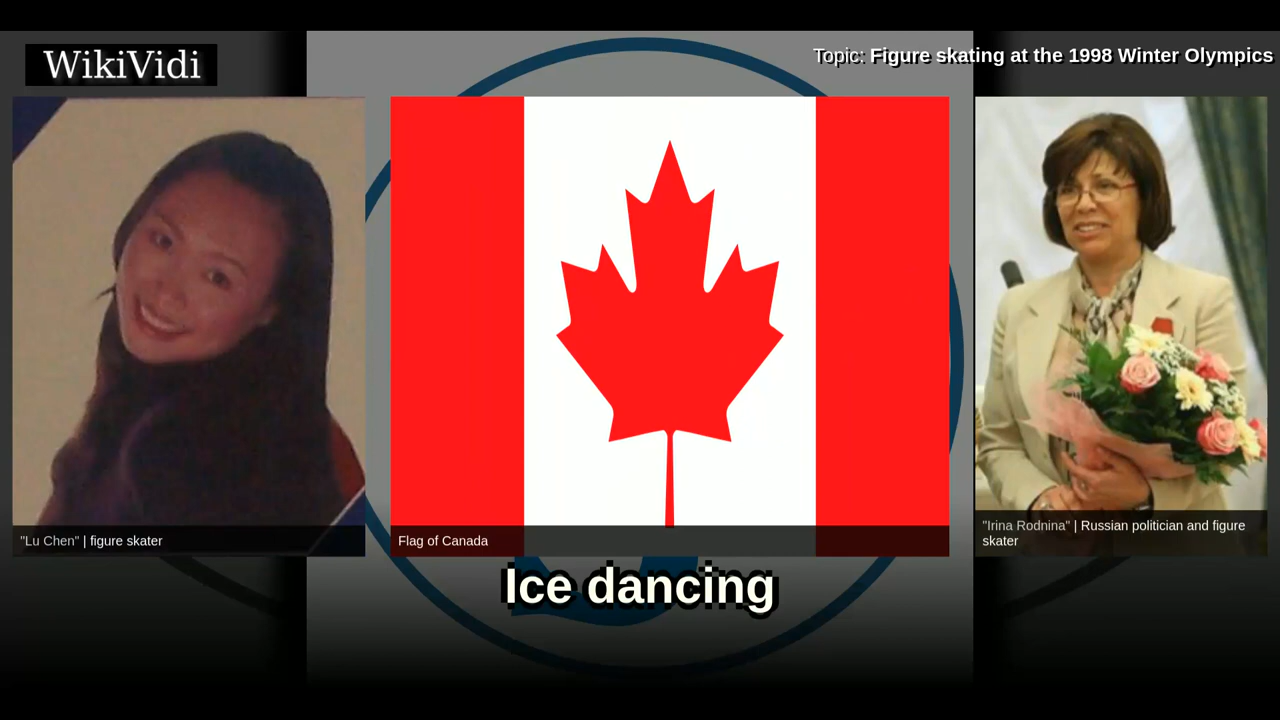 WikiVidi
Topic: Figure skating at the 1998 Winter Olympics
"Lu Chen" | figure skater
Flag of Canada
"Irina Rodnina" | Russian politician and figure
skater
Ice dancing